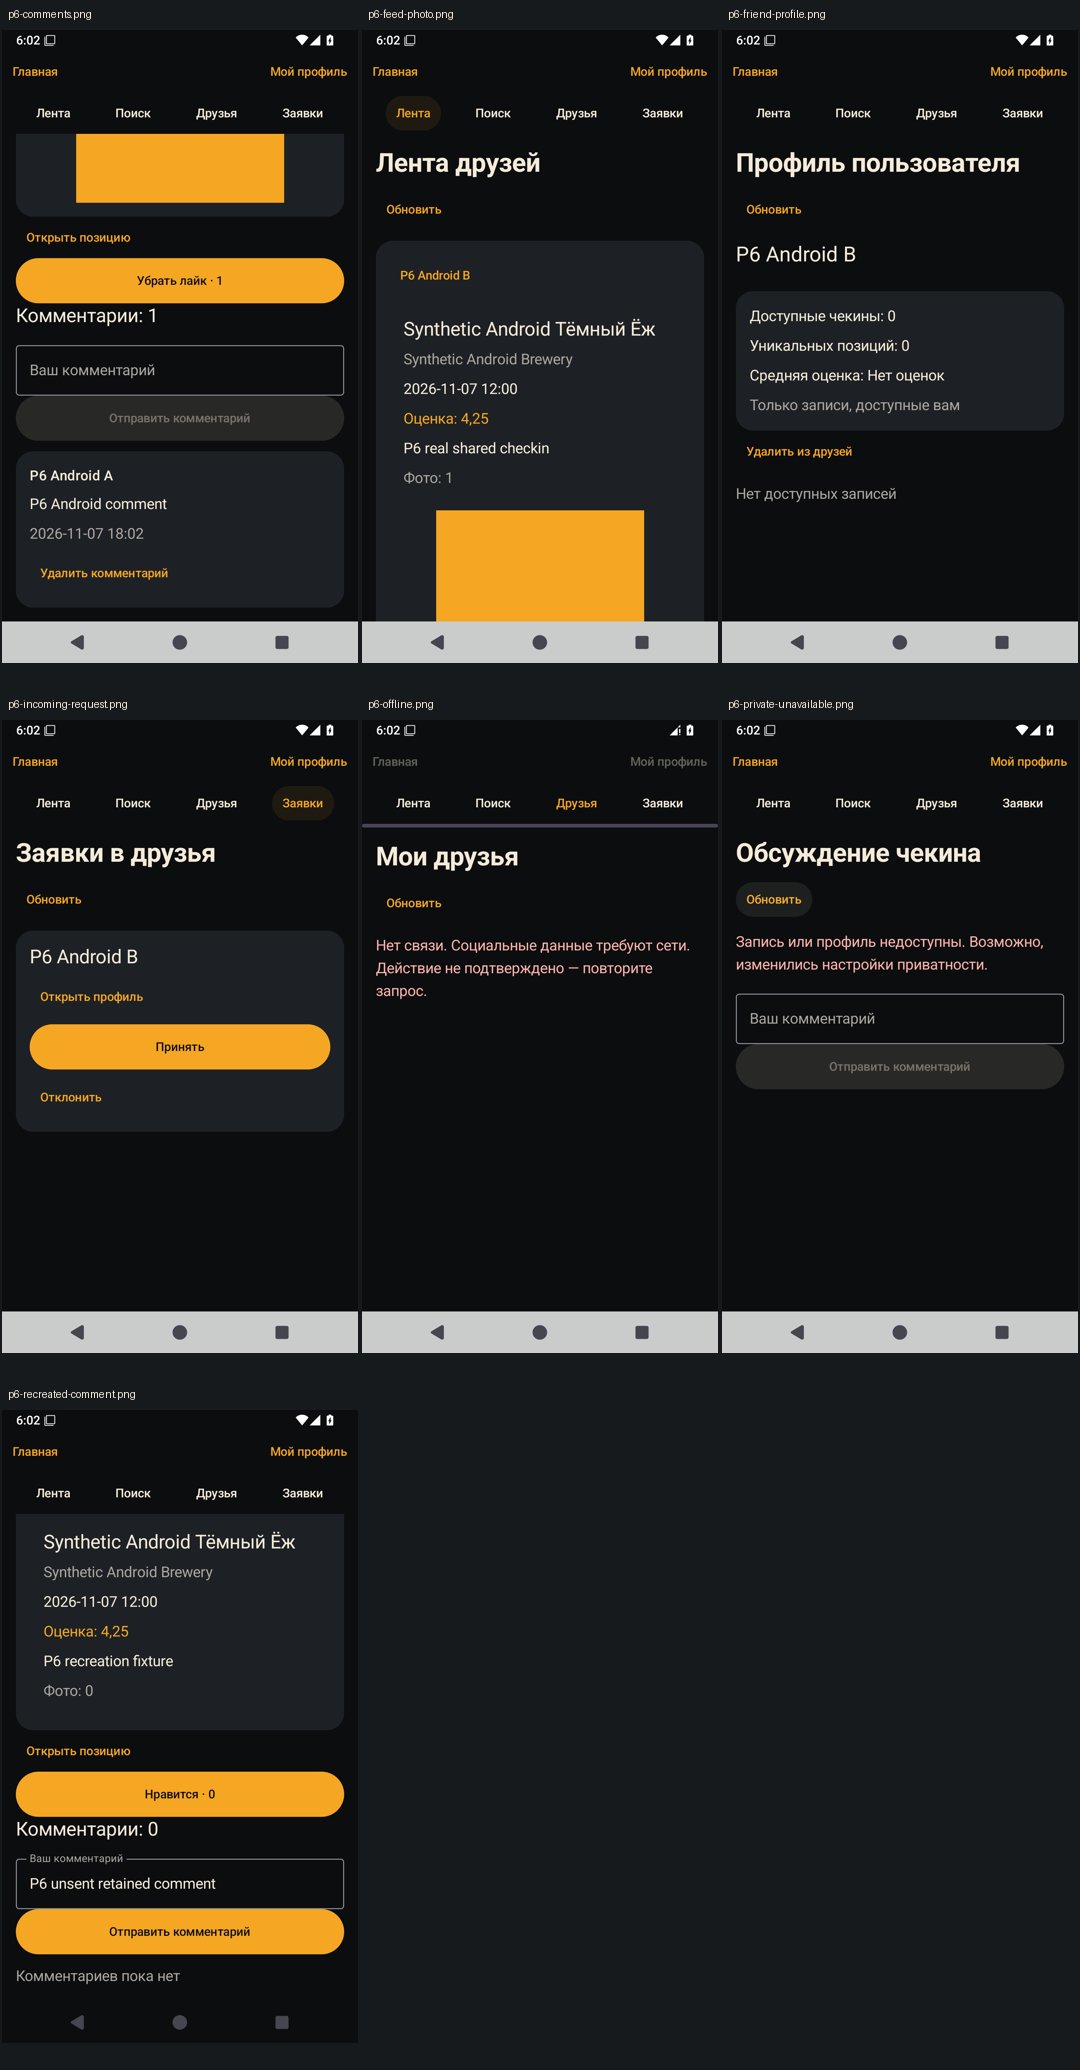 p6-comments.png
6:02
Главная Мой профиль
Лента Поиск Друзья Заявки
Открыть позицию
Убрать лайк · 1
Комментарии: 1
Ваш комментарий
Отправить комментарий
P6 Android A
P6 Android comment
2026-11-07 18:02
Удалить комментарий
p6-feed-photo.png
6:02
Главная Мой профиль
Лента Поиск Друзья Заявки
Лента друзей
Обновить
P6 Android B
Synthetic Android Тёмный Ёж
Synthetic Android Brewery
2026-11-07 12:00
Оценка: 4,25
P6 real shared checkin
Фото: 1
p6-friend-profile.png
6:02
Главная Мой профиль
Лента Поиск Друзья Заявки
Профиль пользователя
Обновить
P6 Android B
Доступные чекины: 0
Уникальных позиций: 0
Средняя оценка: Нет оценок
Только записи, доступные вам
Удалить из друзей
Нет доступных записей
p6-incoming-request.png
6:02
Главная Мой профиль
Лента Поиск Друзья Заявки
Заявки в друзья
Обновить
P6 Android B
Открыть профиль
Принять
Отклонить
p6-offline.png
6:02
Главная Мой профиль
Лента Поиск Друзья Заявки
Мои друзья
Обновить
Нет связи. Социальные данные требуют сети.
Действие не подтверждено — повторите
запрос.
p6-private-unavailable.png
6:02
Главная Мой профиль
Лента Поиск Друзья Заявки
Обсуждение чекина
Обновить
Запись или профиль недоступны. Возможно,
изменились настройки приватности.
Ваш комментарий
Отправить комментарий
p6-recreated-comment.png
6:02
Главная Мой профиль
Лента Поиск Друзья Заявки
Synthetic Android Тёмный Ёж
Synthetic Android Brewery
2026-11-07 12:00
Оценка: 4,25
P6 recreation fixture
Фото: 0
Открыть позицию
Нравится · 0
Комментарии: 0
Ваш комментарий
P6 unsent retained comment
Отправить комментарий
Комментариев пока нет